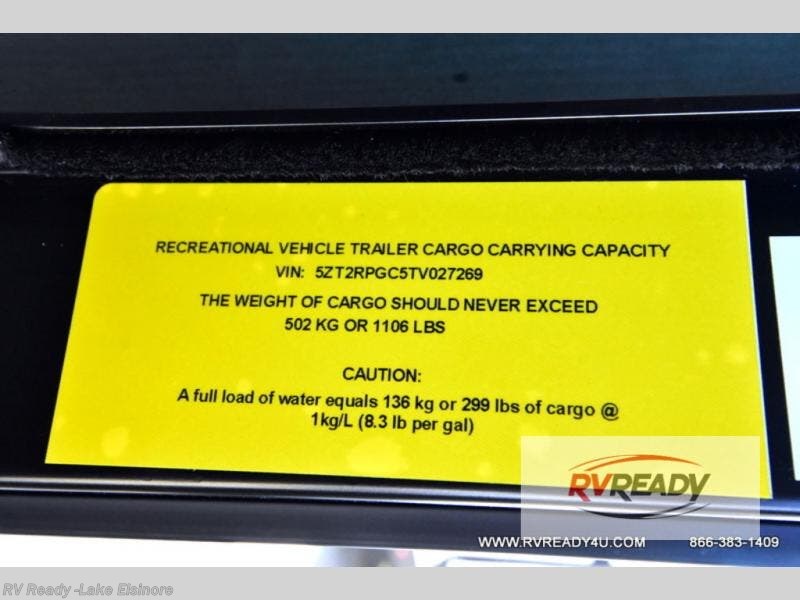 RECREATIONAL VEHICLE TRAILER CARGO CARRYING CAPACITY
VIN: 5ZT2RPGC5TV027269
THE WEIGHT OF CARGO SHOULD NEVER EXCEED
502 KG OR 1106 LBS
CAUTION:
A full load of water equals 136 kg or 299 lbs of cargo @
1kg/L (8.3 lb per gal)
RVREADY
WWW.RVREADY4U.COM 866-383-1409
RV Ready -Lake Elsinore